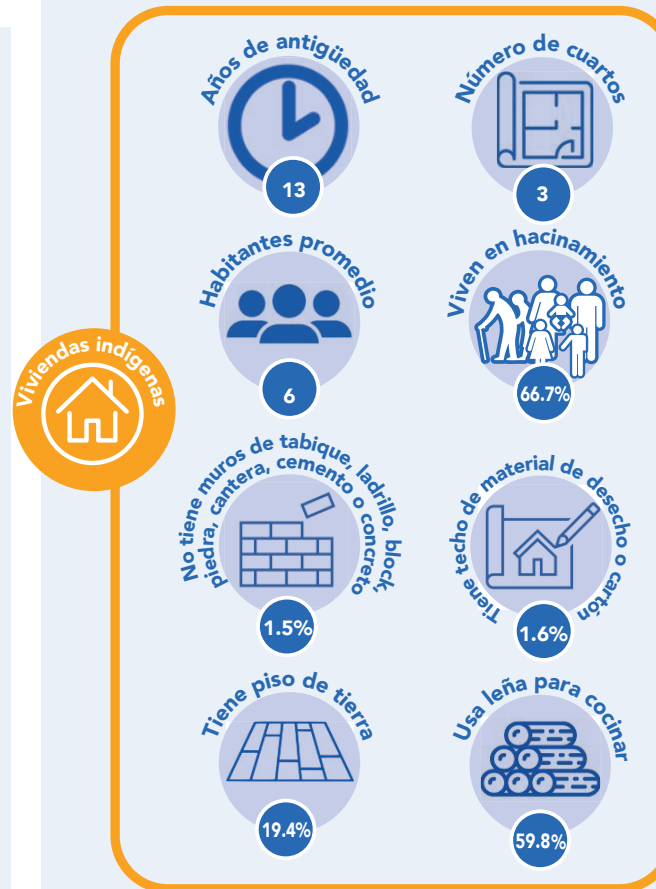 Viviendas indígenas
Años de antigüedad
13
Número de cuartos
3
Habitantes promedio
6
Viven en hacinamiento
66.7%
No tiene muros de tabique, ladrillo, block,
piedra, cantera, cemento o concreto
1.5%
Tiene techo de material de desecho o cartón
1.6%
Tiene piso de tierra
19.4%
Usa leña para cocinar
59.8%